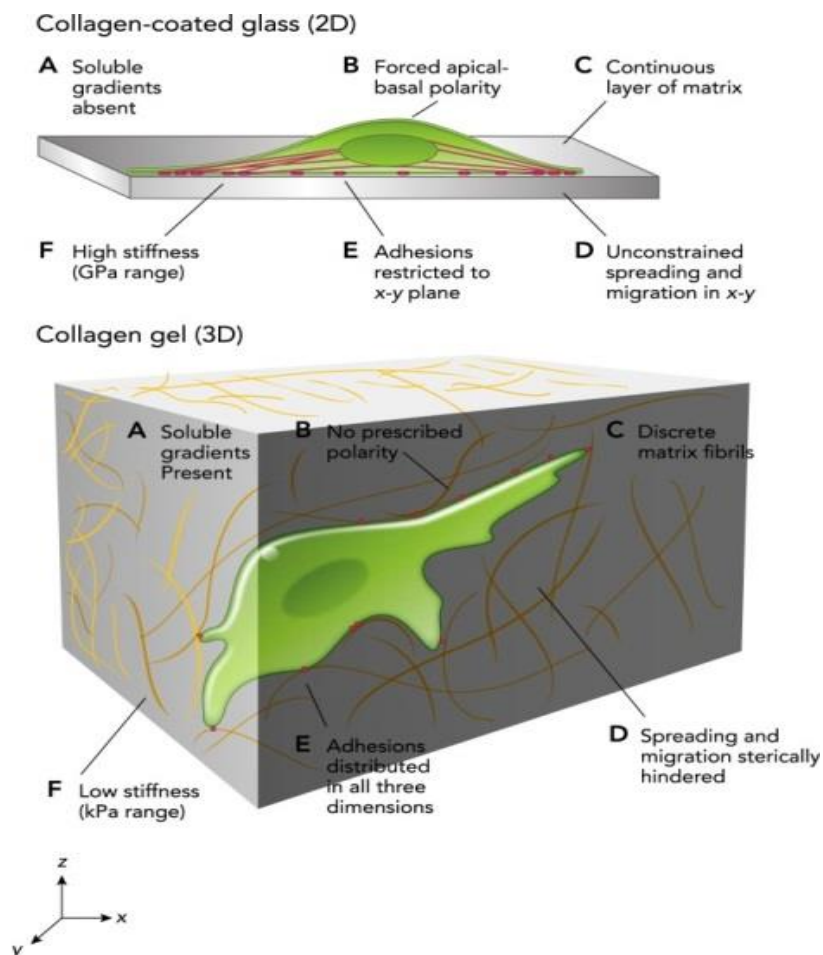 Collagen-coated glass (2D)
A Soluble
gradients
absent
B Forced apical-
basal polarity
C Continuous
layer of matrix
F High stiffness
(GPa range)
E Adhesions
restricted to
x-y plane
D Unconstrained
spreading and
migration in x-y
Collagen gel (3D)
A Soluble
gradients
Present
B No prescribed
polarity
C Discrete
matrix fibrils
F Low stiffness
(kPa range)
E Adhesions
distributed
in all three
dimensions
D Spreading and
migration sterically
hindered
z
x
y